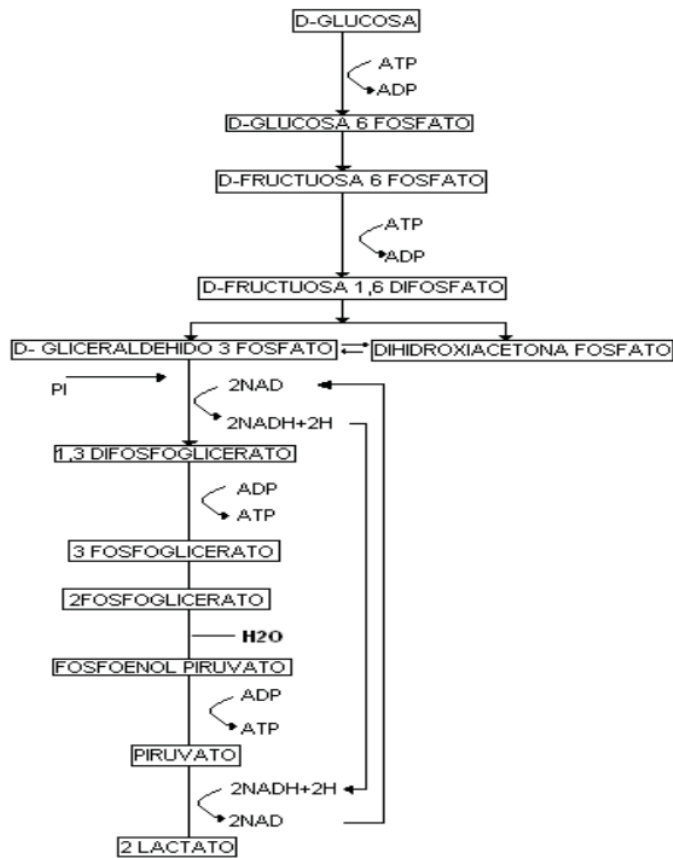 D-GLUCOSA
ATP
ADP
D-GLUCOSA 6 FOSFATO
D-FRUCTUOSA 6 FOSFATO
ATP
ADP
D-FRUCTUOSA 1,6 DIFOSFATO
D- GLICERALDEHIDO 3 FOSFATO
DIHIDROXIACETONA FOSFATO
PI
2NAD
2NADH+2H
1,3 DIFOSFOGLICERATO
ADP
ATP
3 FOSFOGLICERATO
2FOSFOGLICERATO
H2O
FOSFOENOL PIRUVATO
ADP
ATP
PIRUVATO
2NADH+2H
2NAD
2 LACTATO